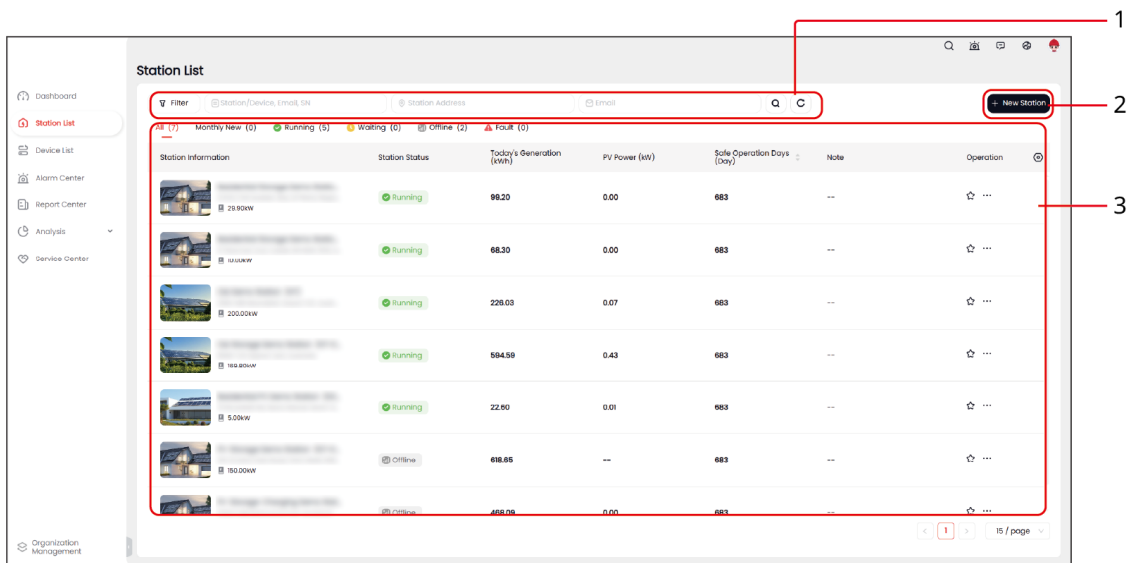 1
Station List
Dashboard
Filter Station/Device, Email, SN Station Address Email
2
+ New Station
Station List
All (7) Monthly New (0) Running (5) Waiting (0) Offline (2) Fault (0)
Device List
Station Information Station Status Today's Generation (kWh) PV Power (kW) Safe Operation Days (Day) Note Operation
Alarm Center
Report Center
Running 99.20 0.00 683 -- ...
29.90kW
3
Analysis
Service Center
Running 68.30 0.00 683 -- ...
10.00kW
Running 226.03 0.07 683 -- ...
200.00kW
Running 594.59 0.43 683 -- ...
169.80kW
Running 22.60 0.01 683 -- ...
5.00kW
Offline 618.65 -- 683 -- ...
150.00kW
Offline 468.09 0.00 683 -- ...
< 1 > 15 / page
Organization
Management